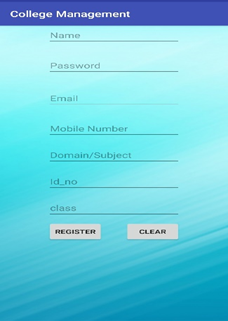 College Management
Name
Password
Email
Mobile Number
Domain/Subject
Id_no
class
REGISTER CLEAR